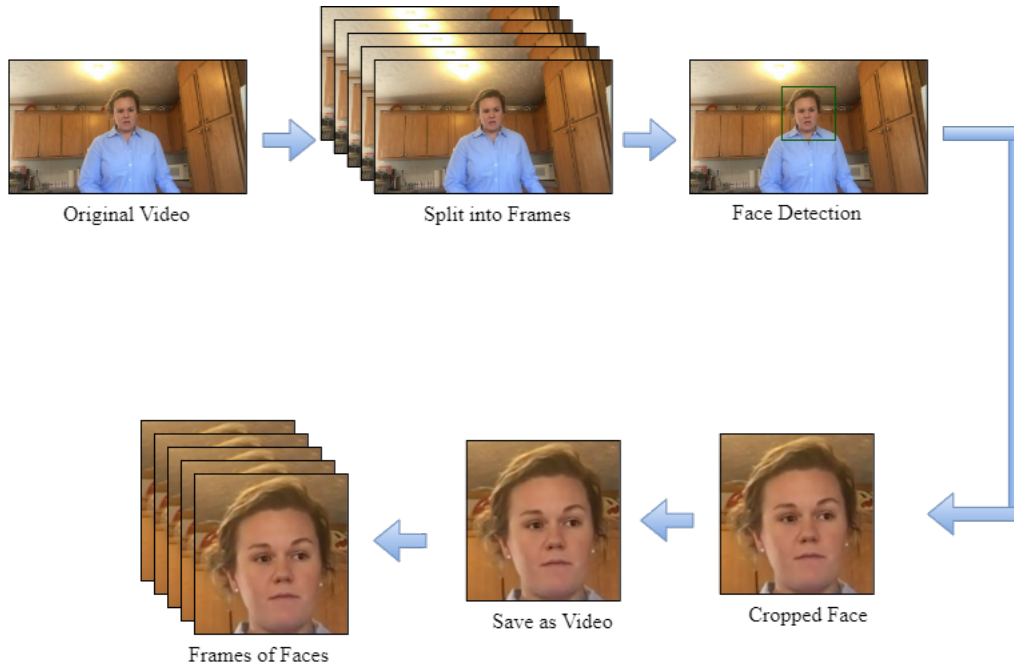 Original Video
Split into Frames
Face Detection
Cropped Face
Save as Video
Frames of Faces